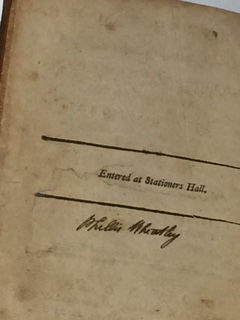 Entered at Stationers Hall.
Phillis Wheatley